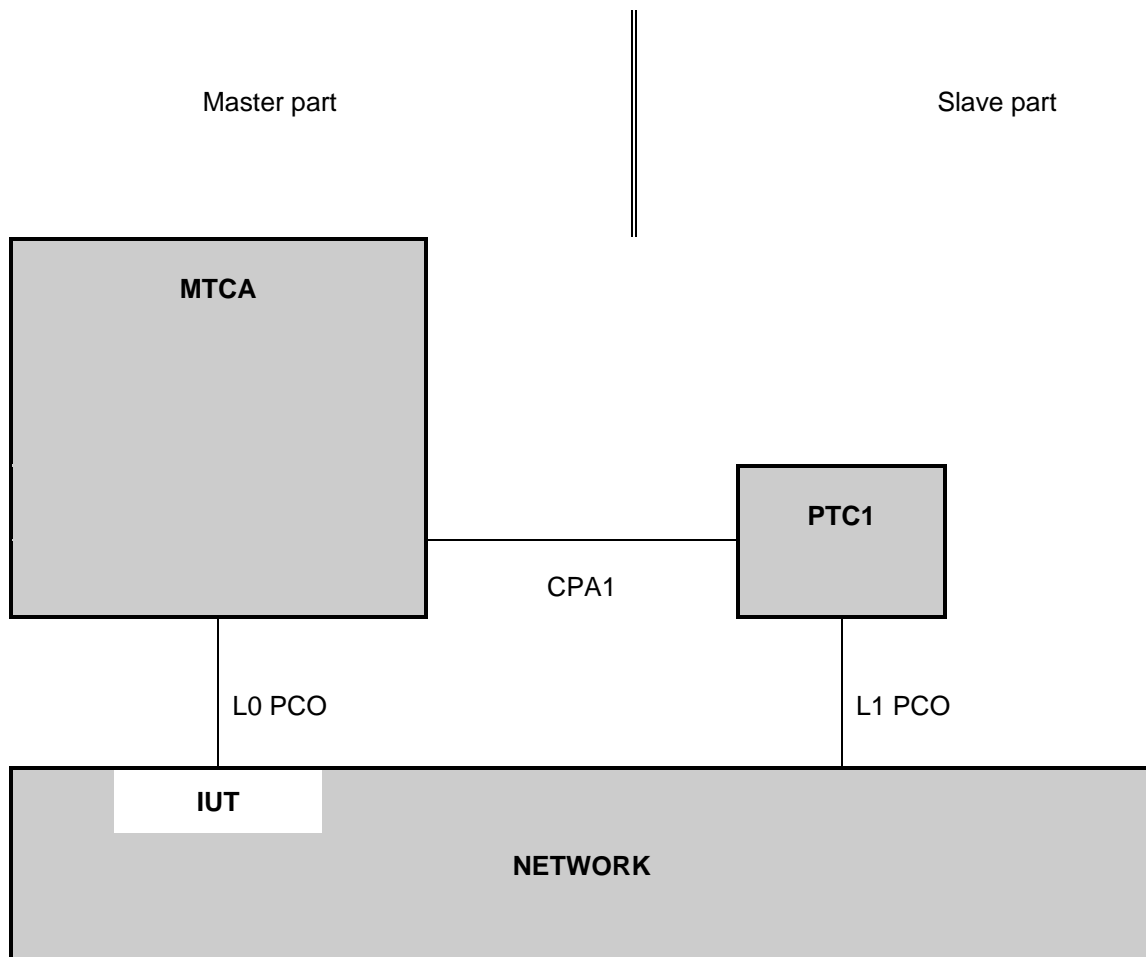 Master part
Slave part
MTCA
PTC1
CPA1
L0 PCO
L1 PCO
IUT
NETWORK